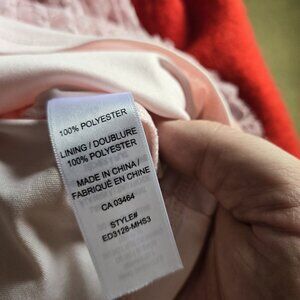 100% POLYESTER
LINING / DOUBLURE
100% POLYESTER
MADE IN CHINA /
FABRIQUÉ EN CHINE
CA 03464
STYLE#
ED3128-MHS3